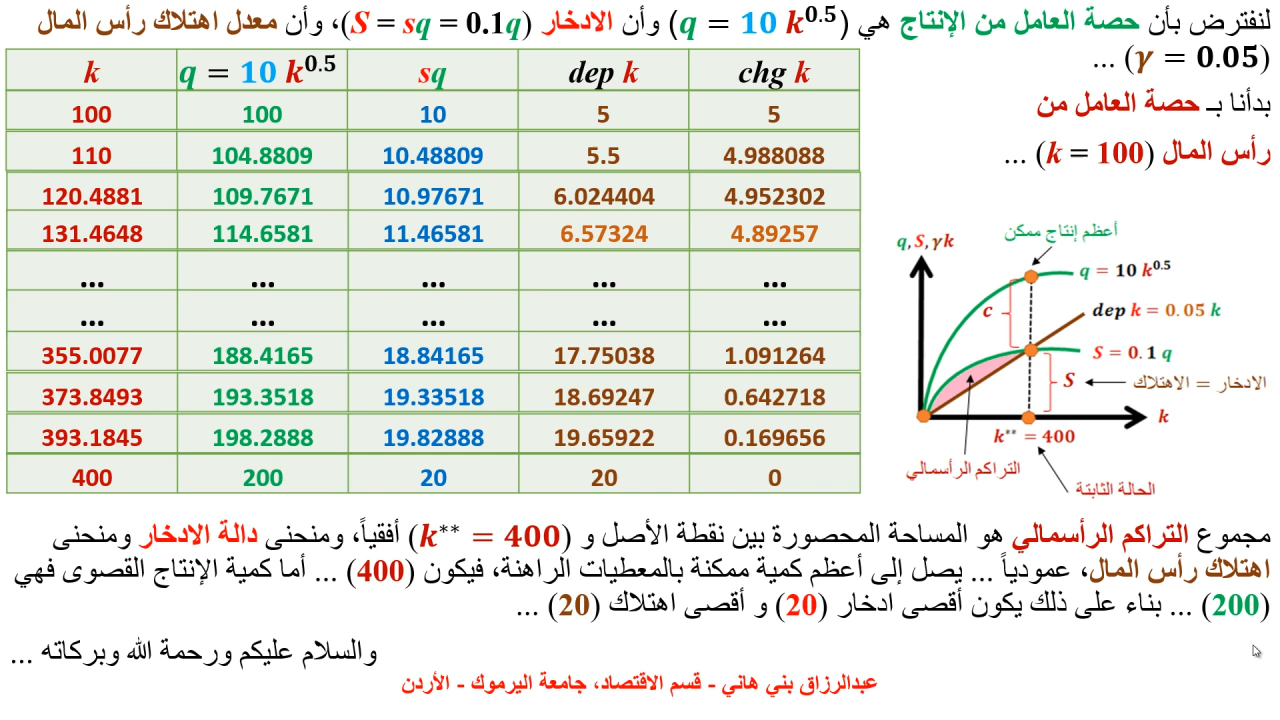 لنفترض بأن حصة العامل من الإنتاج هي (q = 10 k^0.5) وأن الادخار (S = sq = 0.1q)، وأن معدل اهتلاك رأس المال
(γ = 0.05) ...
بدأنا بـ حصة العامل من
رأس المال (k = 100) ...
k q = 10 k^0.5 sq dep k chg k
100 100 10 5 5
110 104.8809 10.48809 5.5 4.988088
120.4881 109.7671 10.97671 6.024404 4.952302
131.4648 114.6581 11.46581 6.57324 4.89257
... ... ... ... ...
... ... ... ... ...
355.0077 188.4165 18.84165 17.75038 1.091264
373.8493 193.3518 19.33518 18.69247 0.642718
393.1845 198.2888 19.82888 19.65922 0.169656
400 200 20 20 0
أعظم إنتاج ممكن
q, S, γk
q = 10 k^0.5
dep k = 0.05 k
c
S = 0.1 q
S
الادخار = الاهتلاك
k
k** = 400
التراكم الرأسمالي
الحالة الثابتة
مجموع التراكم الرأسمالي هو المساحة المحصورة بين نقطة الأصل و (k** = 400) أفقياً، ومنحنى دالة الادخار ومنحنى
اهتلاك رأس المال، عمودياً ... يصل إلى أعظم كمية ممكنة بالمعطيات الراهنة، فيكون (400) ... أما كمية الإنتاج القصوى فهي
(200) ... بناء على ذلك يكون أقصى ادخار (20) و أقصى اهتلاك (20) ...
والسلام عليكم ورحمة الله وبركاته ...
عبدالرزاق بني هاني - قسم الاقتصاد، جامعة اليرموك - الأردن